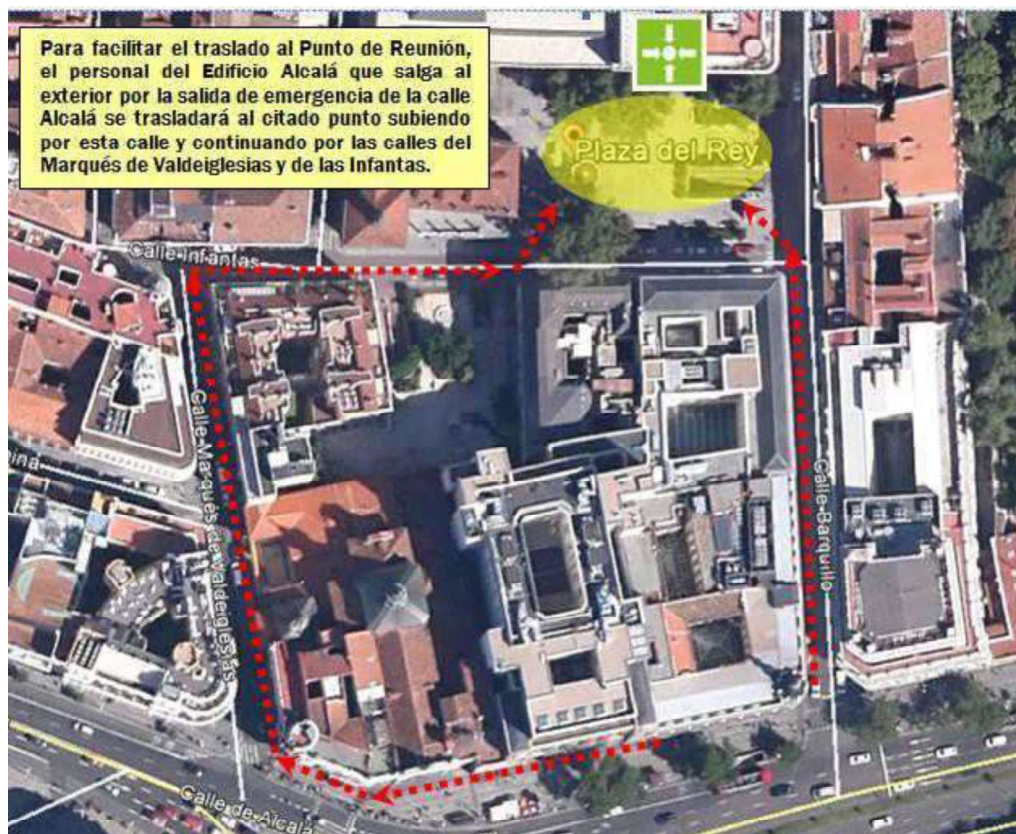 Para facilitar el traslado al Punto de Reunión,
el personal del Edificio Alcalá que salga al
exterior por la salida de emergencia de la calle
Alcalá se trasladará al citado punto subiendo
por esta calle y continuando por las calles del
Marqués de Valdeiglesias y de las Infantas.
Plaza del Rey
Calle Infantas
Calle Marqués de Valdeiglesias
Calle Barquillo
ina
Calle de Alcalá